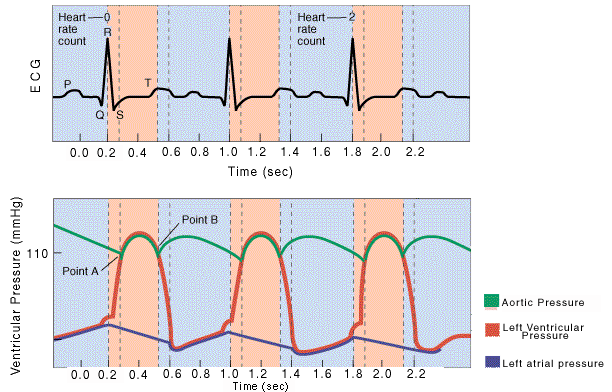 Heart — 0
rate
count
Heart — 2
rate
count
R
P
T
Q
S
ECG
0.0 0.2 0.4 0.6 0.8 1.0 1.2 1.4 1.6 1.8 2.0 2.2
Time (sec)
Ventricular Pressure (mmHg)
110
Point A
Point B
0.2 0.4 0.6 0.8 1.0 1.2 1.4 1.6 1.8 2.0 2.2
Time (sec)
Aortic Pressure
Left Ventricular
Pressure
Left atrial pressure